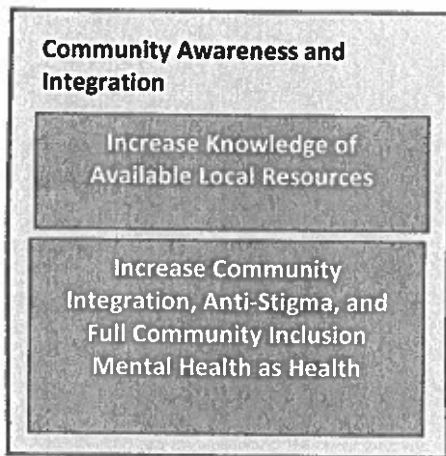 Community Awareness and
Integration
Increase Knowledge of
Available Local Resources
Increase Community
Integration, Anti-Stigma, and
Full Community Inclusion
Mental Health as Health